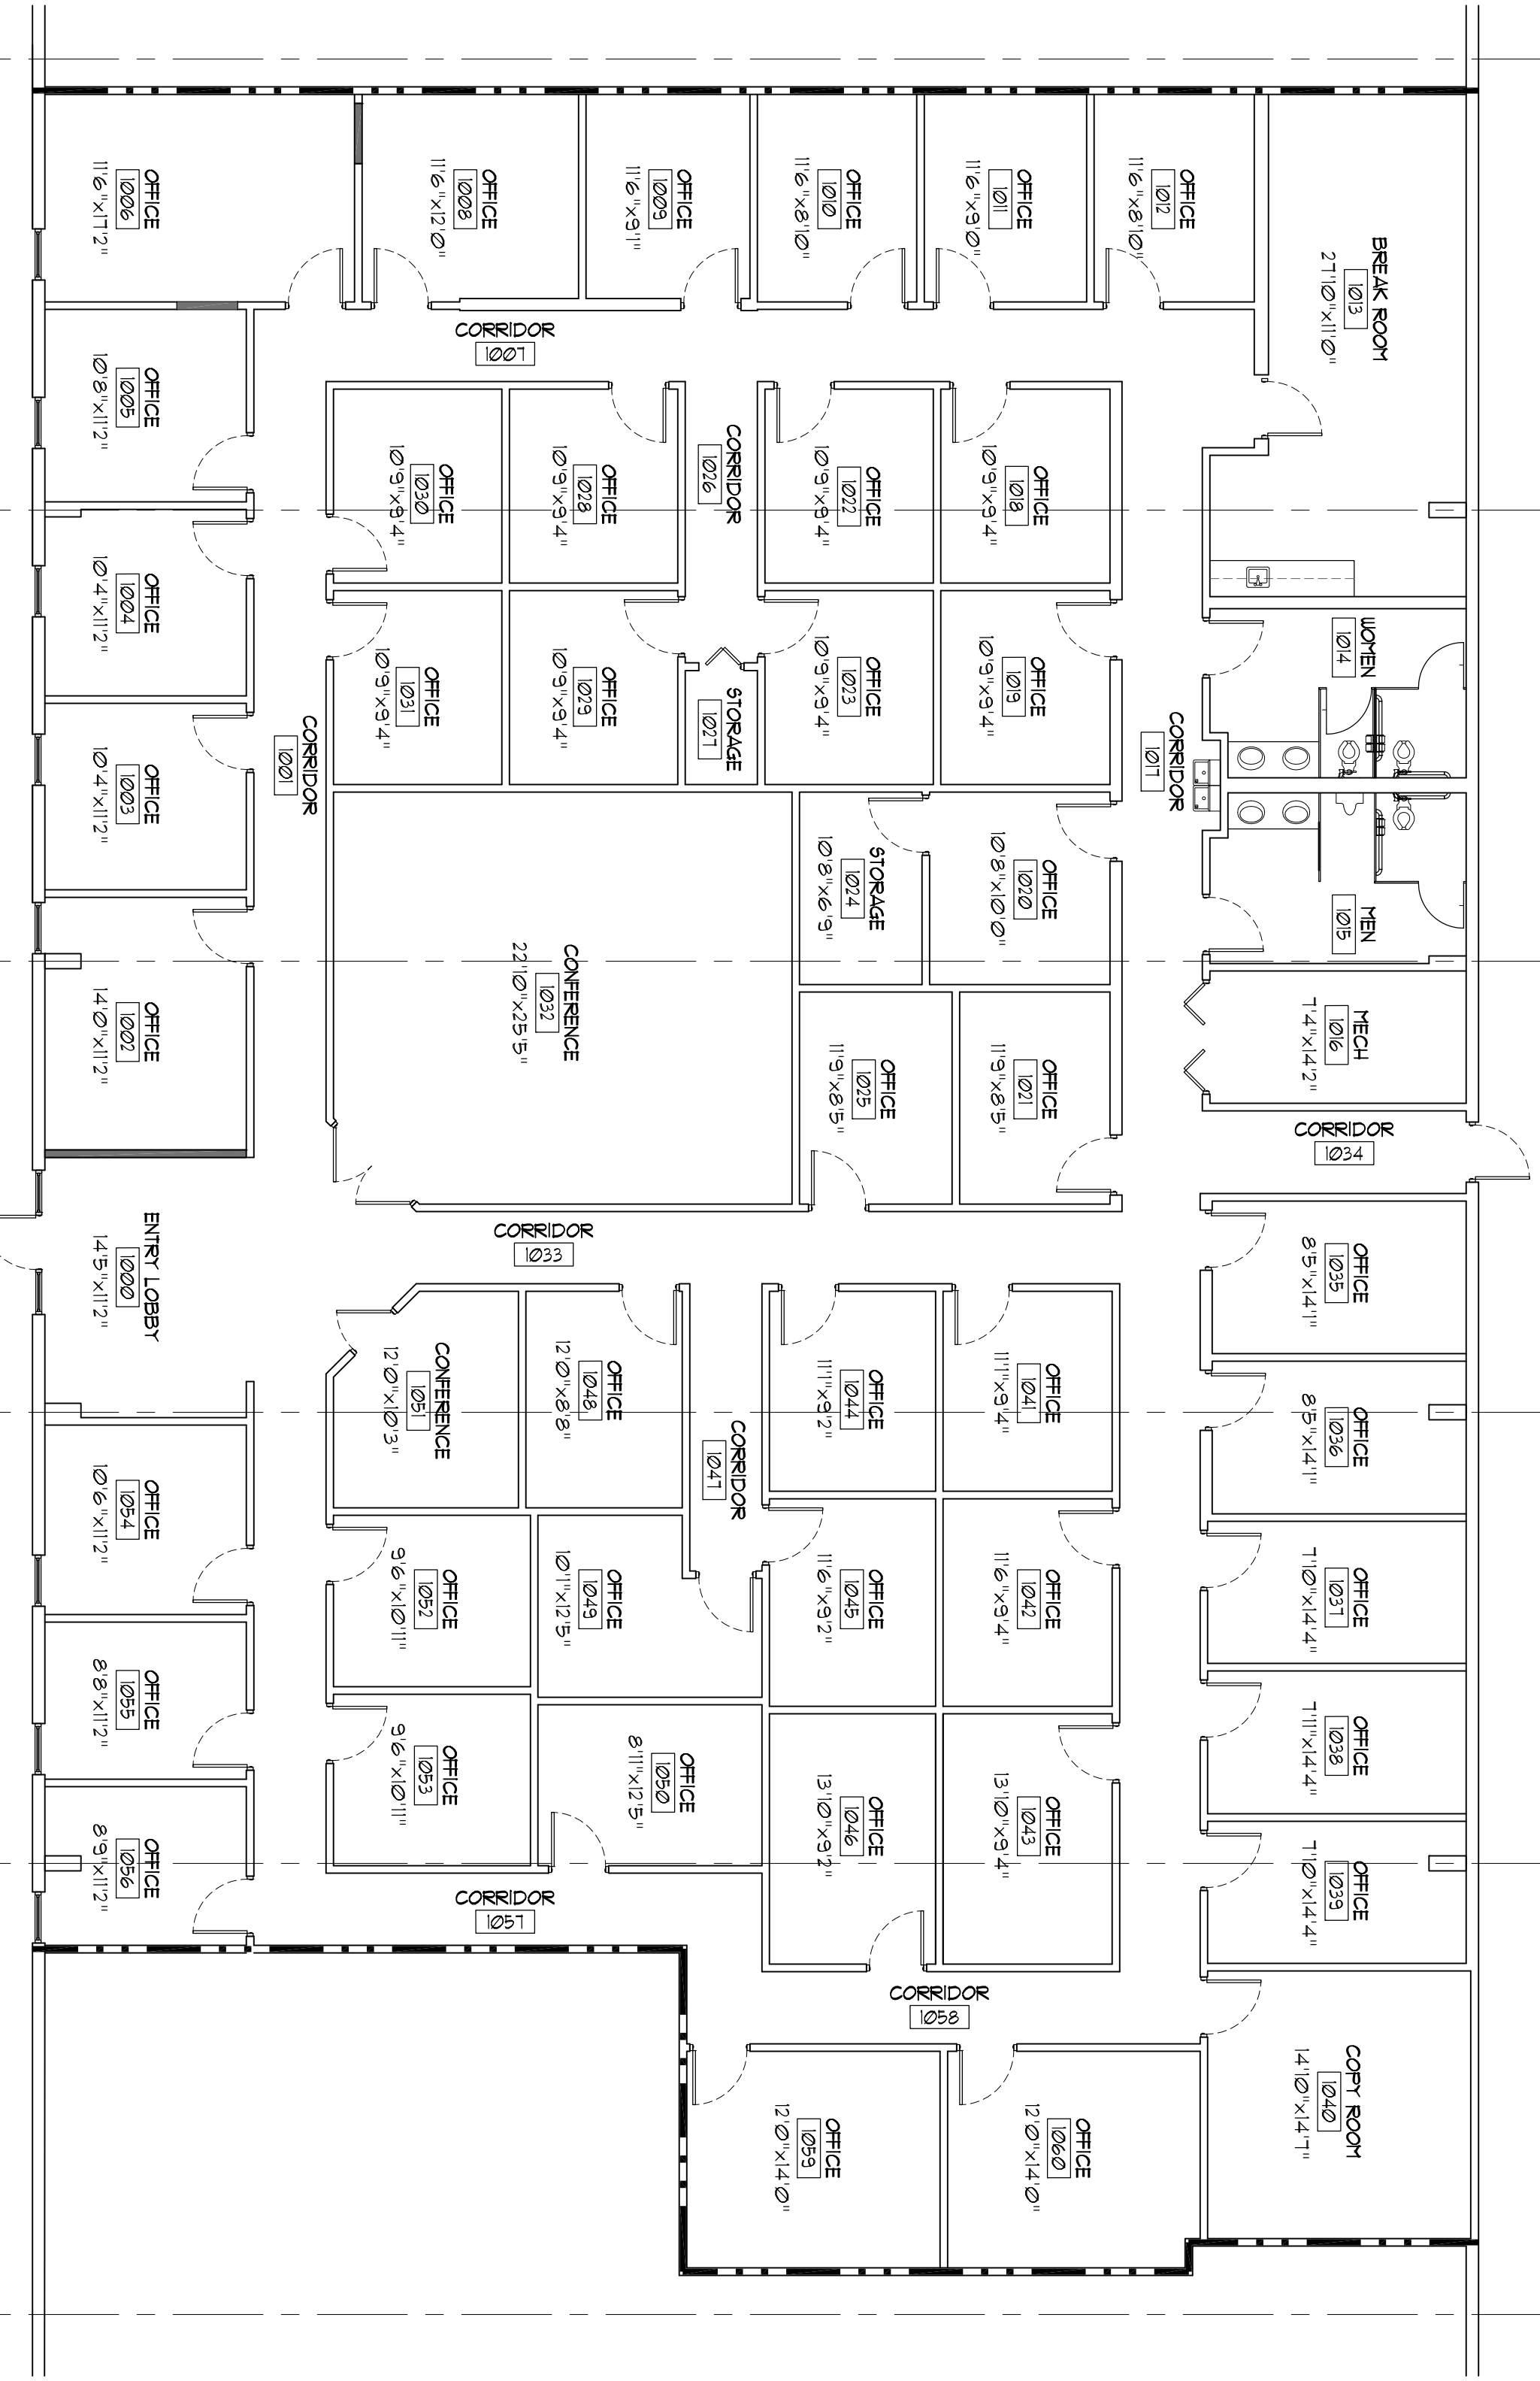 OFFICE
1006
11'6"x17'2"
OFFICE
1008
11'6"x12'0"
OFFICE
1009
11'6"x9'1"
OFFICE
1010
11'6"x8'10"
OFFICE
1011
11'6"x9'0"
OFFICE
1012
11'6"x8'10"
BREAK ROOM
1013
27'10"x11'0"
CORRIDOR
1007
OFFICE
1005
10'8"x11'2"
OFFICE
1030
10'9"x9'4"
OFFICE
1028
10'9"x9'4"
CORRIDOR
1026
OFFICE
1022
10'9"x9'4"
OFFICE
1018
10'9"x9'4"
OFFICE
1004
10'4"x11'2"
OFFICE
1031
10'9"x9'4"
OFFICE
1029
10'9"x9'4"
STORAGE
1027
OFFICE
1023
10'9"x9'4"
OFFICE
1019
10'9"x9'4"
WOMEN
1014
OFFICE
1003
10'4"x11'2"
CORRIDOR
1001
CORRIDOR
1017
STORAGE
1024
10'8"x6'9"
OFFICE
1020
10'8"x10'0"
MEN
1015
OFFICE
1002
14'0"x11'2"
CONFERENCE
1032
22'10"x25'5"
OFFICE
1025
11'9"x8'5"
OFFICE
1021
11'9"x8'5"
MECH
1016
7'4"x14'2"
CORRIDOR
1034
ENTRY LOBBY
1000
14'5"x11'2"
CORRIDOR
1033
OFFICE
1035
8'5"x14'1"
CONFERENCE
1051
12'0"x10'3"
OFFICE
1048
12'0"x8'8"
CORRIDOR
1047
OFFICE
1044
11'1"x9'2"
OFFICE
1041
11'1"x9'4"
OFFICE
1036
8'5"x14'1"
OFFICE
1054
10'6"x11'2"
OFFICE
1052
9'6"x10'11"
OFFICE
1049
10'1"x12'5"
OFFICE
1045
11'6"x9'2"
OFFICE
1042
11'6"x9'4"
OFFICE
1037
7'10"x14'4"
OFFICE
1055
8'8"x11'2"
OFFICE
1053
9'6"x10'11"
OFFICE
1050
8'11"x12'5"
OFFICE
1046
13'10"x9'2"
OFFICE
1043
13'10"x9'4"
OFFICE
1038
7'11"x14'4"
OFFICE
1056
8'9"x11'2"
CORRIDOR
1057
OFFICE
1039
7'10"x14'4"
CORRIDOR
1058
OFFICE
1059
12'0"x14'0"
OFFICE
1060
12'0"x14'0"
COPY ROOM
1040
14'10"x14'7"